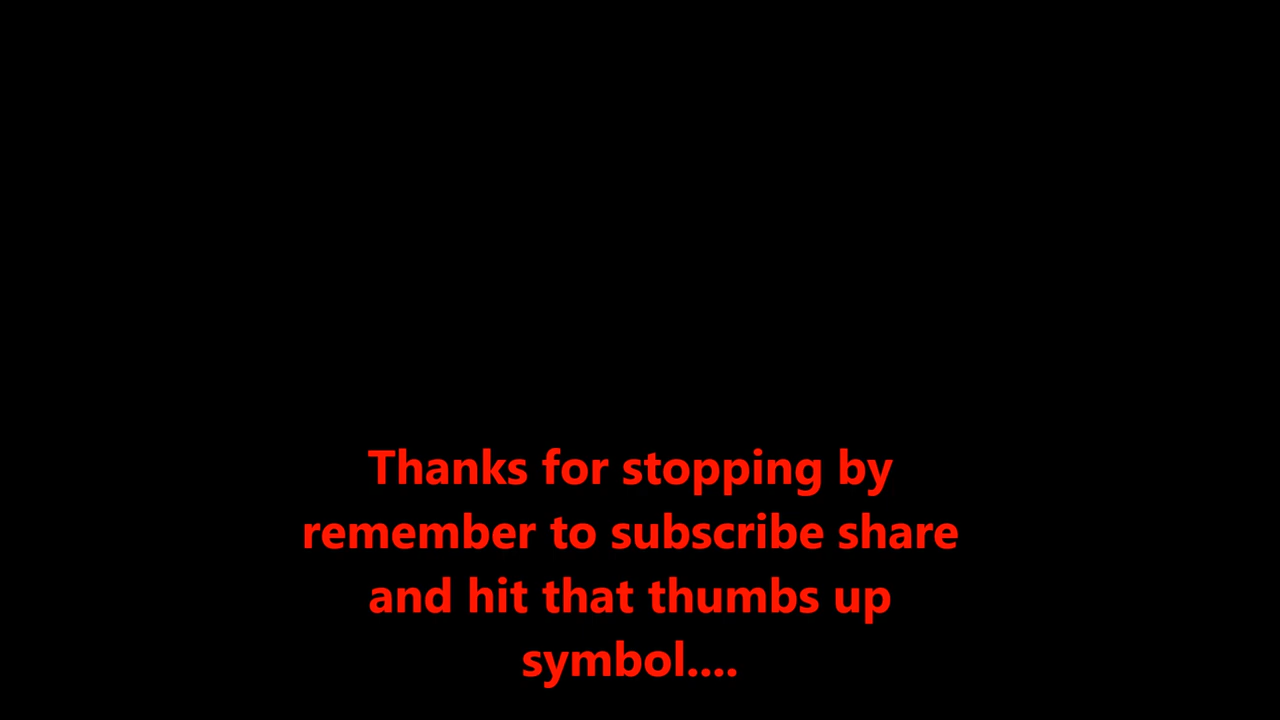 Thanks for stopping by
remember to subscribe share
and hit that thumbs up
symbol....